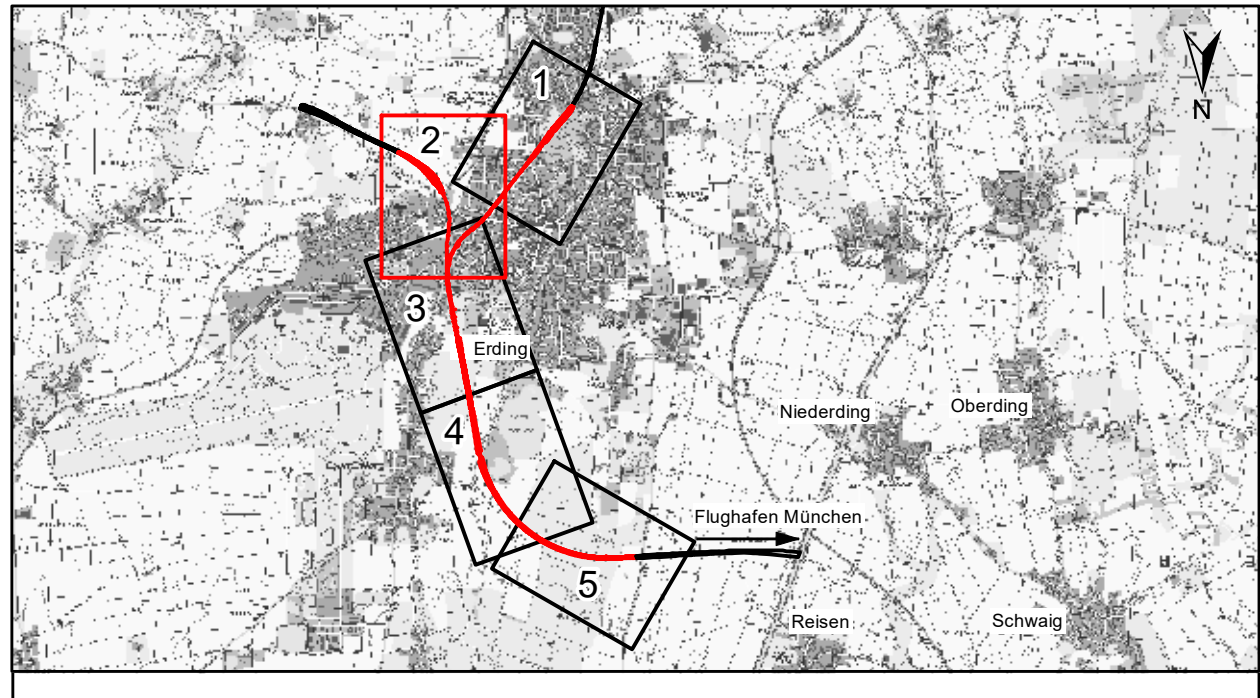 1
N
2
3
Erding
Niederding
Oberding
4
Flughafen München
5
Reisen
Schwaig